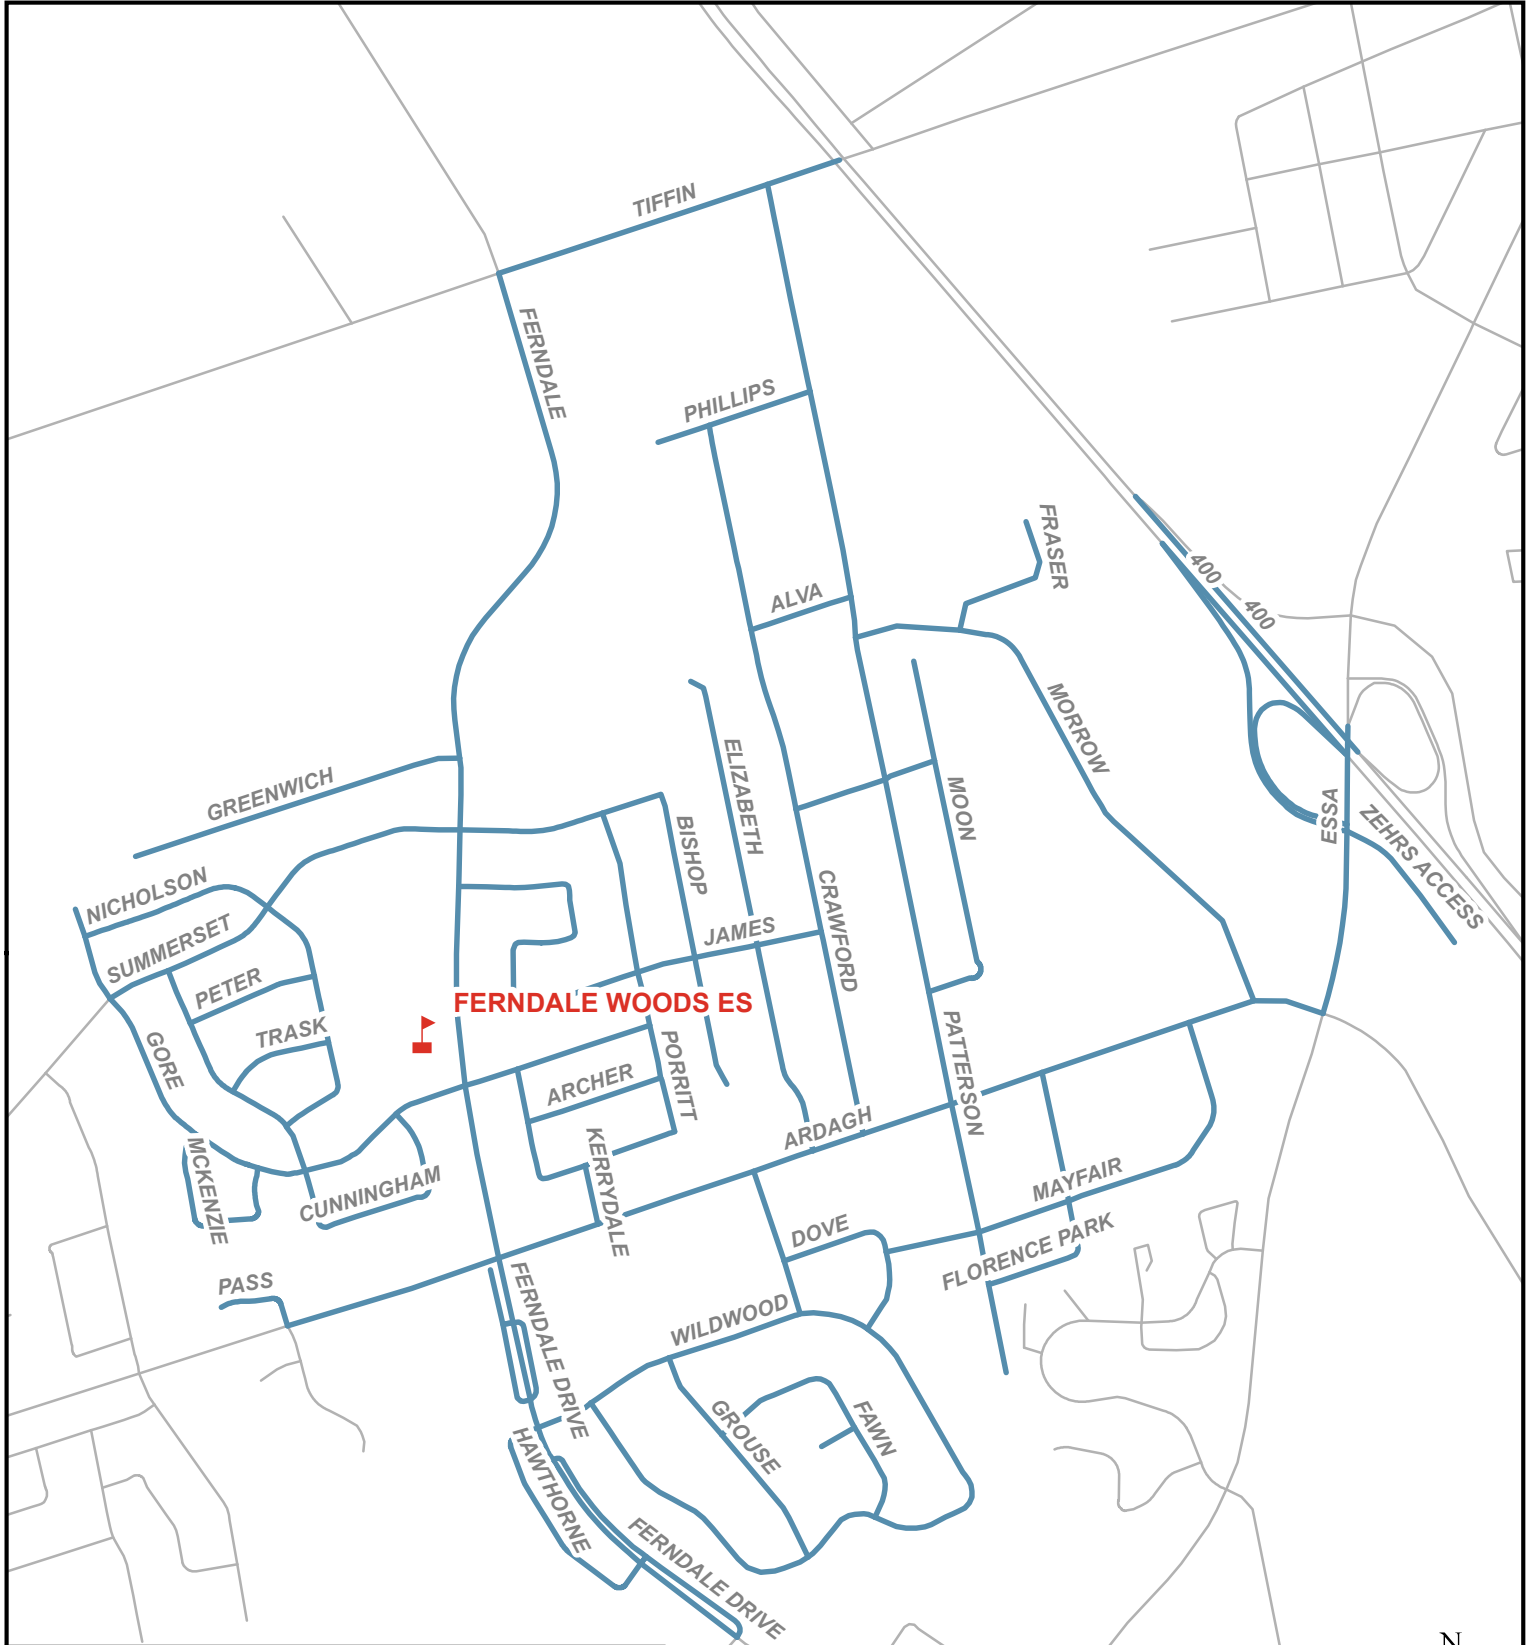 TIFFIN
FERNDALE
PHILLIPS
FRASER
400
400
ALVA
MORROW
ELIZABETH
GREENWICH
MOON
BISHOP
ESSA
ZEHRS ACCESS
NICHOLSON
CRAWFORD
SUMMERSET
JAMES
PETER
FERNDALE WOODS ES
TRASK
GORE
PATTERSON
PORRITT
ARCHER
ARDAGH
KERRYDALE
MCKENZIE
CUNNINGHAM
MAYFAIR
DOVE
FLORENCE PARK
PASS
FERNDALE DRIVE
WILDWOOD
GROUSE
FAWN
HAWTHORNE
FERNDALE DRIVE
N